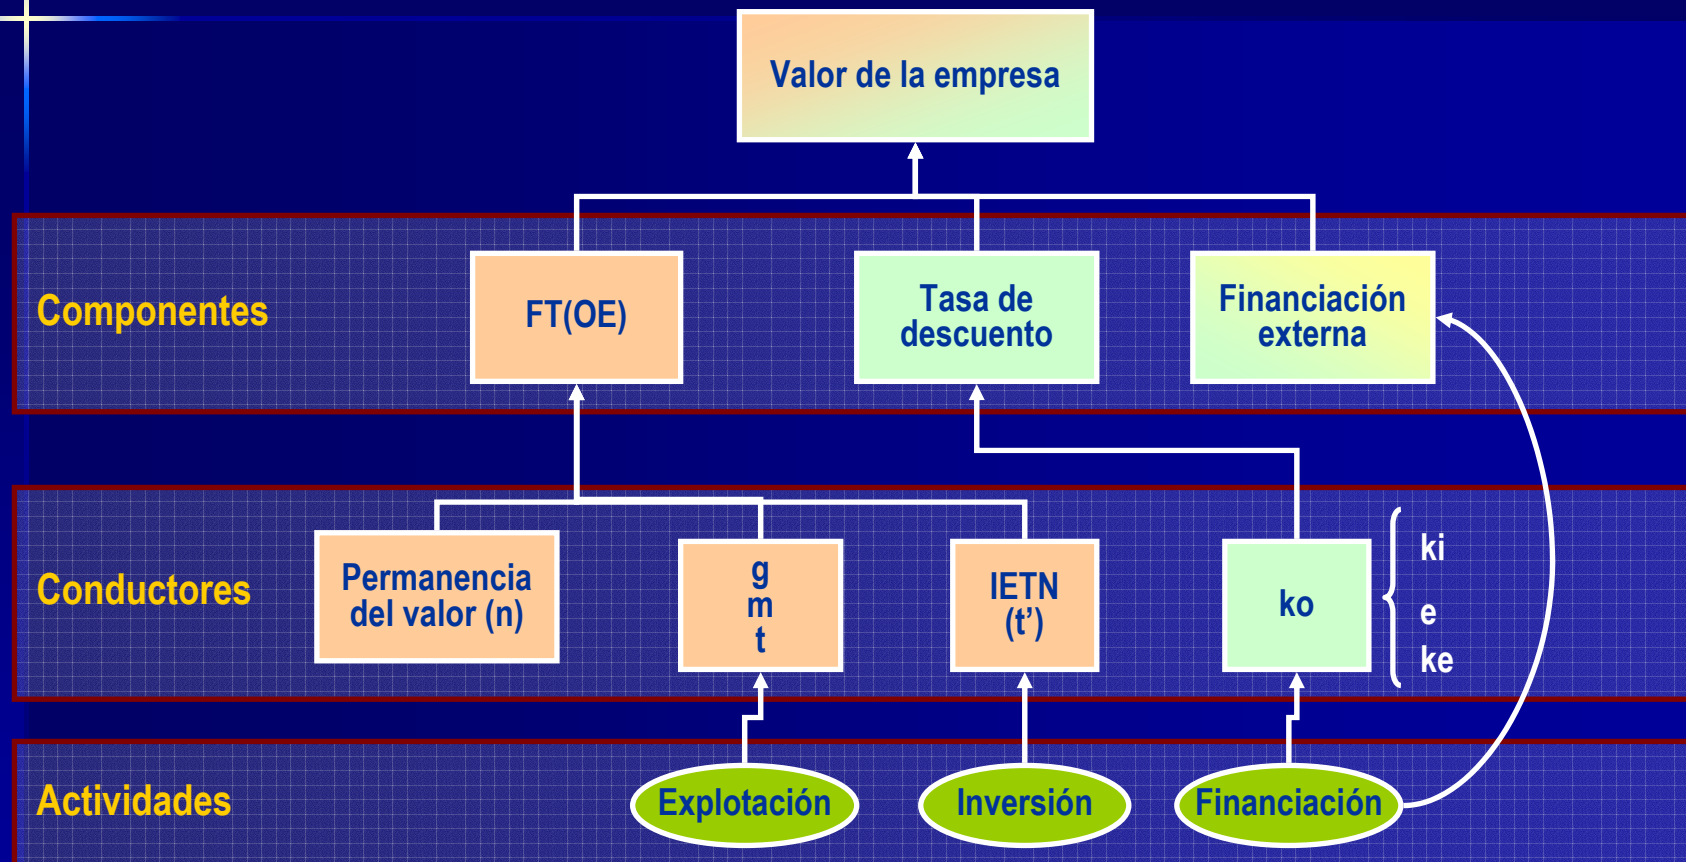 Valor de la empresa
Componentes
FT(OE)
Tasa de
descuento
Financiación
externa
Conductores
Permanencia
del valor (n)
g
m
t
IETN
(t’)
ko
ki
e
ke
Actividades
Explotación
Inversión
Financiación